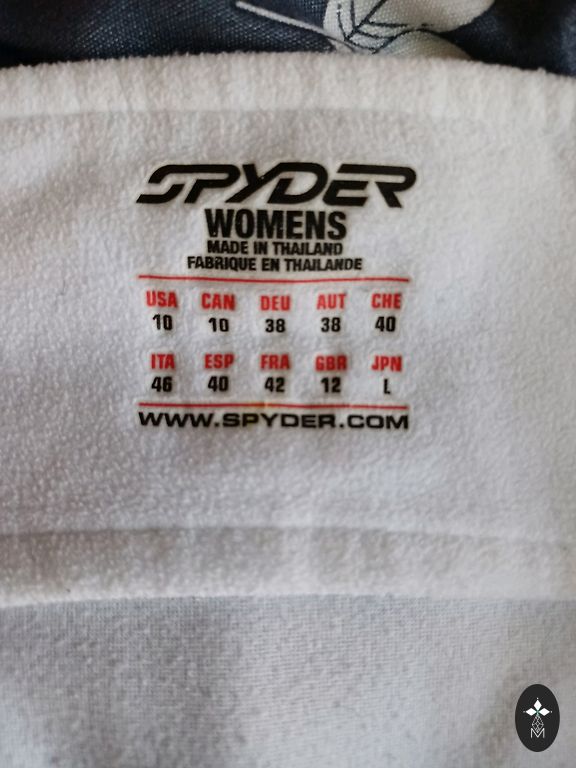 SPYDER
WOMENS
MADE IN THAILAND
FABRIQUE EN THAILANDE
USA CAN DEU AUT CHE
10 10 38 38 40
ITA ESP FRA GBR JPN
46 40 42 12 L
WWW.SPYDER.COM
M